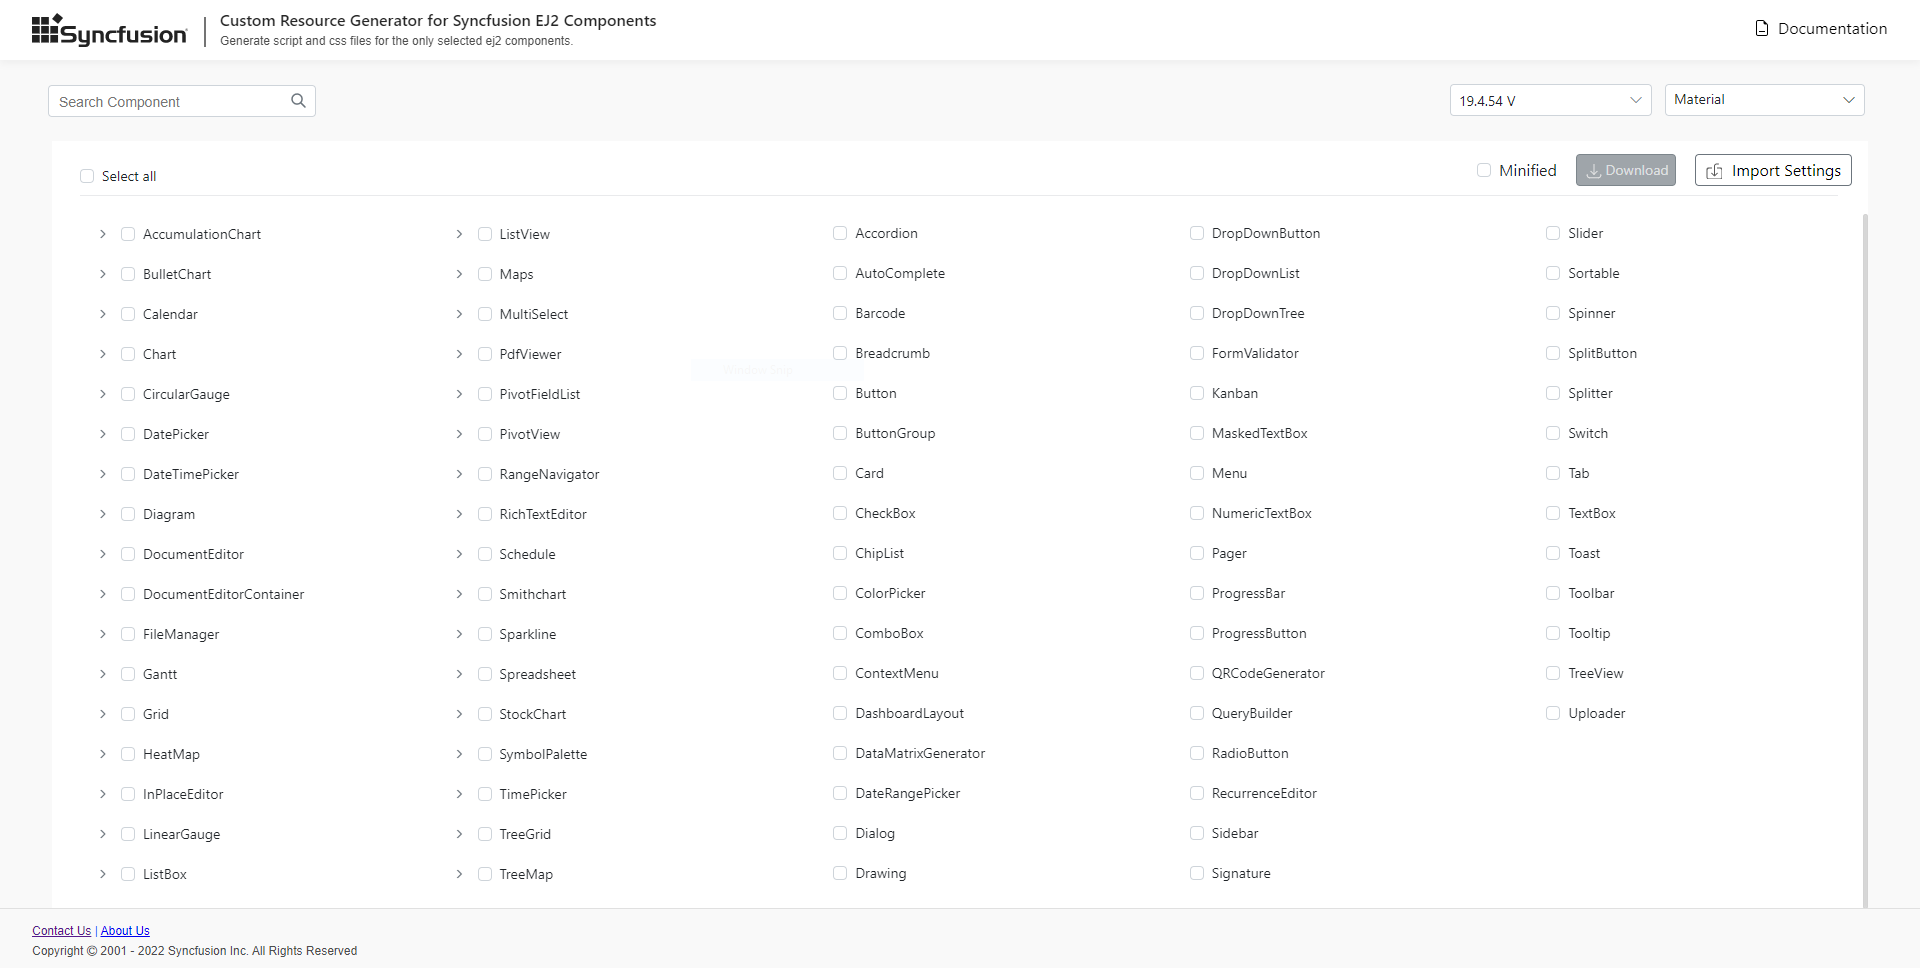 Syncfusion
Custom Resource Generator for Syncfusion EJ2 Components
Generate script and css files for the only selected ej2 components.
Documentation
Search Component
19.4.54 V
Material
Select all
Minified
Download
Import Settings
AccumulationChart
BulletChart
Calendar
Chart
CircularGauge
DatePicker
DateTimePicker
Diagram
DocumentEditor
DocumentEditorContainer
FileManager
Gantt
Grid
HeatMap
InPlaceEditor
LinearGauge
ListBox
ListView
Maps
MultiSelect
PdfViewer
PivotFieldList
PivotView
RangeNavigator
RichTextEditor
Schedule
Smithchart
Sparkline
Spreadsheet
StockChart
SymbolPalette
TimePicker
TreeGrid
TreeMap
Accordion
AutoComplete
Barcode
Breadcrumb
Button
ButtonGroup
Card
CheckBox
ChipList
ColorPicker
ComboBox
ContextMenu
DashboardLayout
DataMatrixGenerator
DateRangePicker
Dialog
Drawing
DropDownButton
DropDownList
DropDownTree
FormValidator
Kanban
MaskedTextBox
Menu
NumericTextBox
Pager
ProgressBar
ProgressButton
QRCodeGenerator
QueryBuilder
RadioButton
RecurrenceEditor
Sidebar
Signature
Slider
Sortable
Spinner
SplitButton
Splitter
Switch
Tab
TextBox
Toast
Toolbar
Tooltip
TreeView
Uploader
Window Snip
Contact Us | About Us
Copyright © 2001 - 2022 Syncfusion Inc. All Rights Reserved